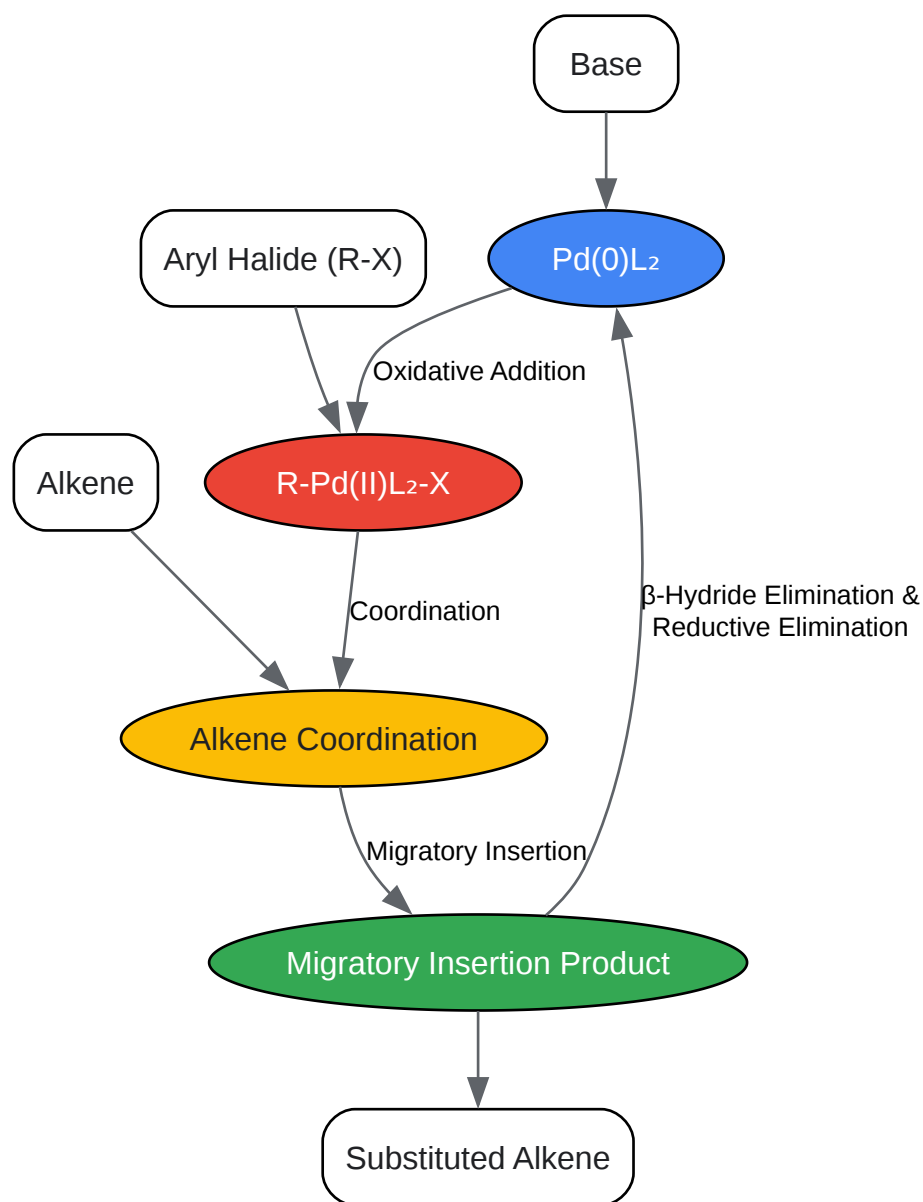 Base
Aryl Halide (R-X)
Pd(0)L₂
Oxidative Addition
Alkene
R-Pd(II)L₂-X
Coordination
β-Hydride Elimination &
Reductive Elimination
Alkene Coordination
Migratory Insertion
Migratory Insertion Product
Substituted Alkene